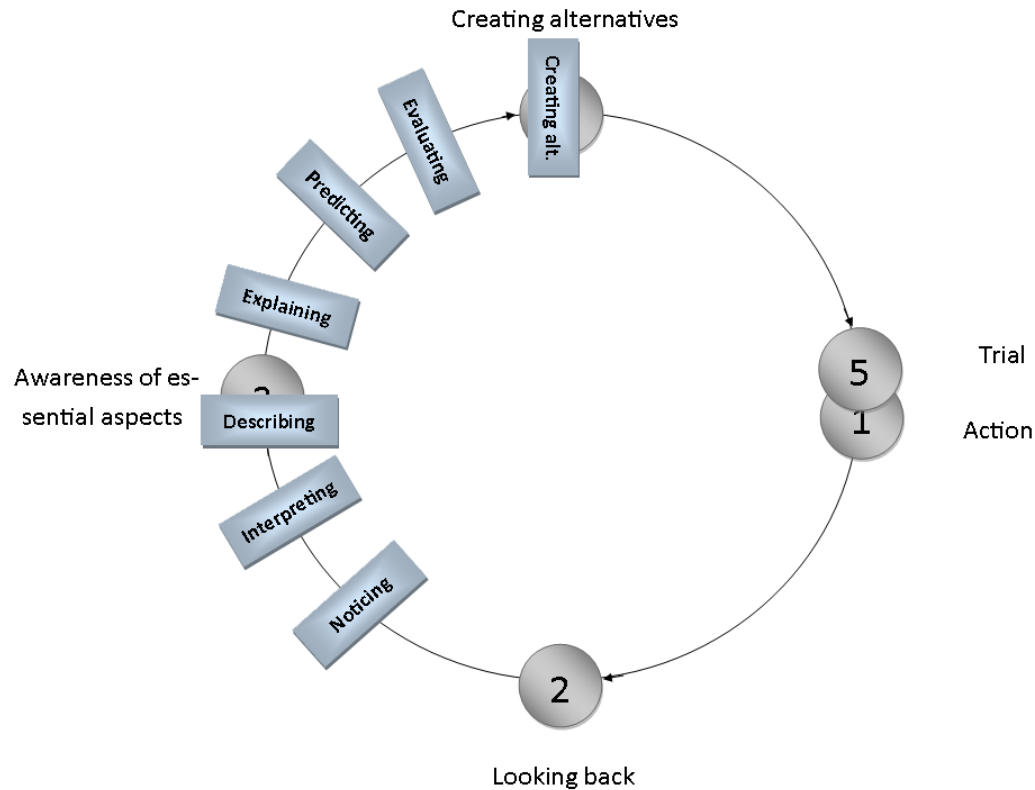 Creating alternatives
Creating alt.
Evaluating
Predicting
Explaining
Awareness of es-
sential aspects
Describing
Interpreting
Noticing
5
Trial
1
Action
2
Looking back